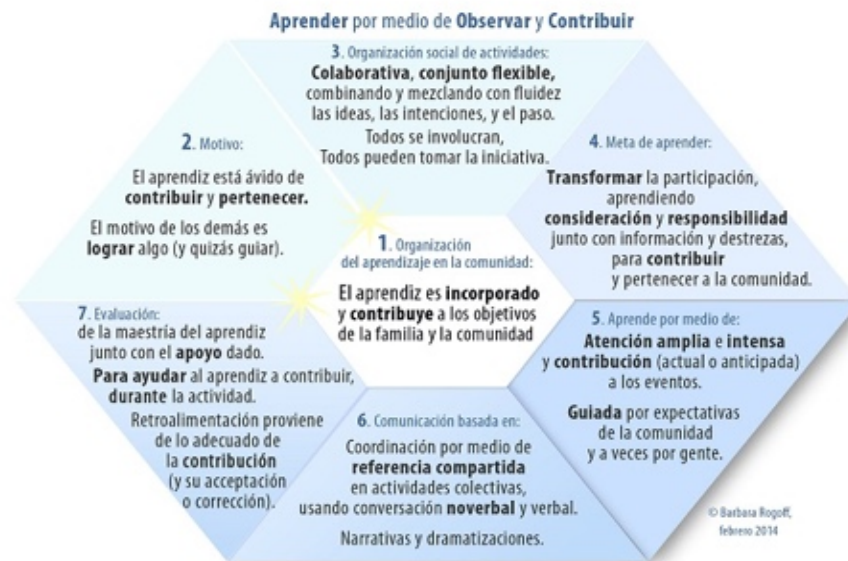 Aprender por medio de Observar y Contribuir
3. Organización social de actividades:
Colaborativa, conjunto flexible,
combinando y mezclando con fluidez
las ideas, las intenciones, y el paso.
Todos se involucran,
Todos pueden tomar la iniciativa.
2. Motivo:
El aprendiz está ávido de
contribuir y pertenecer.
El motivo de los demás es
lograr algo (y quizás guiar).
4. Meta de aprender:
Transformar la participación,
aprendiendo
consideración y responsabilidad
junto con información y destrezas,
para contribuir
y pertenecer a la comunidad.
1. Organización
del aprendizaje en la comunidad:
El aprendiz es incorporado
y contribuye a los objetivos
de la familia y la comunidad
7. Evaluación:
de la maestría del aprendiz
junto con el apoyo dado.
Para ayudar al aprendiz a contribuir,
durante la actividad.
Retroalimentación proviene
de lo adecuado de
la contribución
(y su acceptación
o corrección).
5. Aprende por medio de:
Atención amplia e intensa
y contribución (actual o anticipada)
a los eventos.
Guiada por expectativas
de la comunidad
y a veces por gente.
6. Comunicación basada en:
Coordinación por medio de
referencia compartida
en actividades colectivas,
usando conversación noverbal y verbal.
Narrativas y dramatizaciones.
© Barbara Rogoff,
febrero 2014